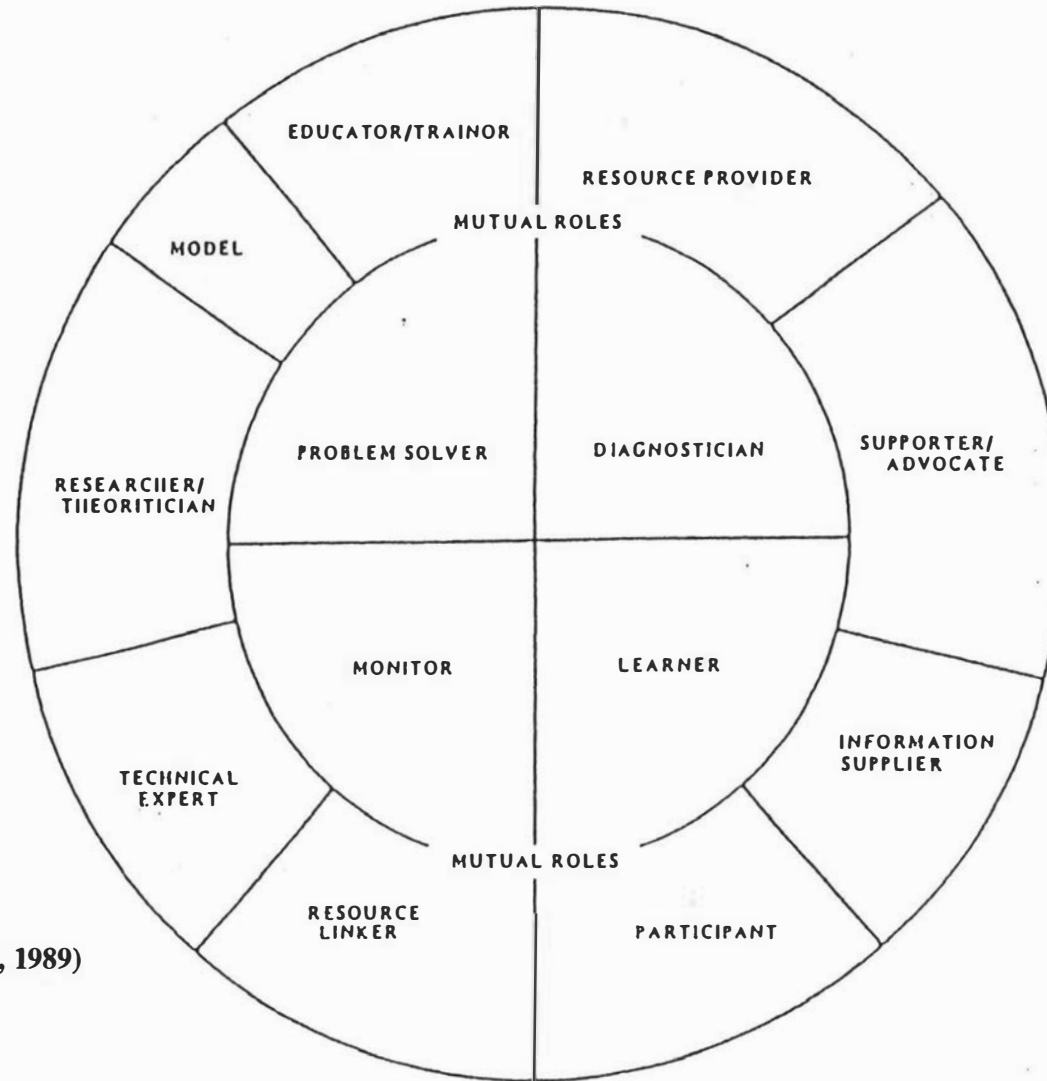 EDUCATOR/TRAINOR
RESOURCE PROVIDER
MUTUAL ROLES
MODEL
PROBLEM SOLVER
DIAGNOSTICIAN
SUPPORTER/
ADVOCATE
RESEARCHER/
THEORITICIAN
MONITOR
LEARNER
INFORMATION
SUPPLIER
TECHNICAL
EXPERT
MUTUAL ROLES
RESOURCE
LINKER
PARTICIPANT
, 1989)